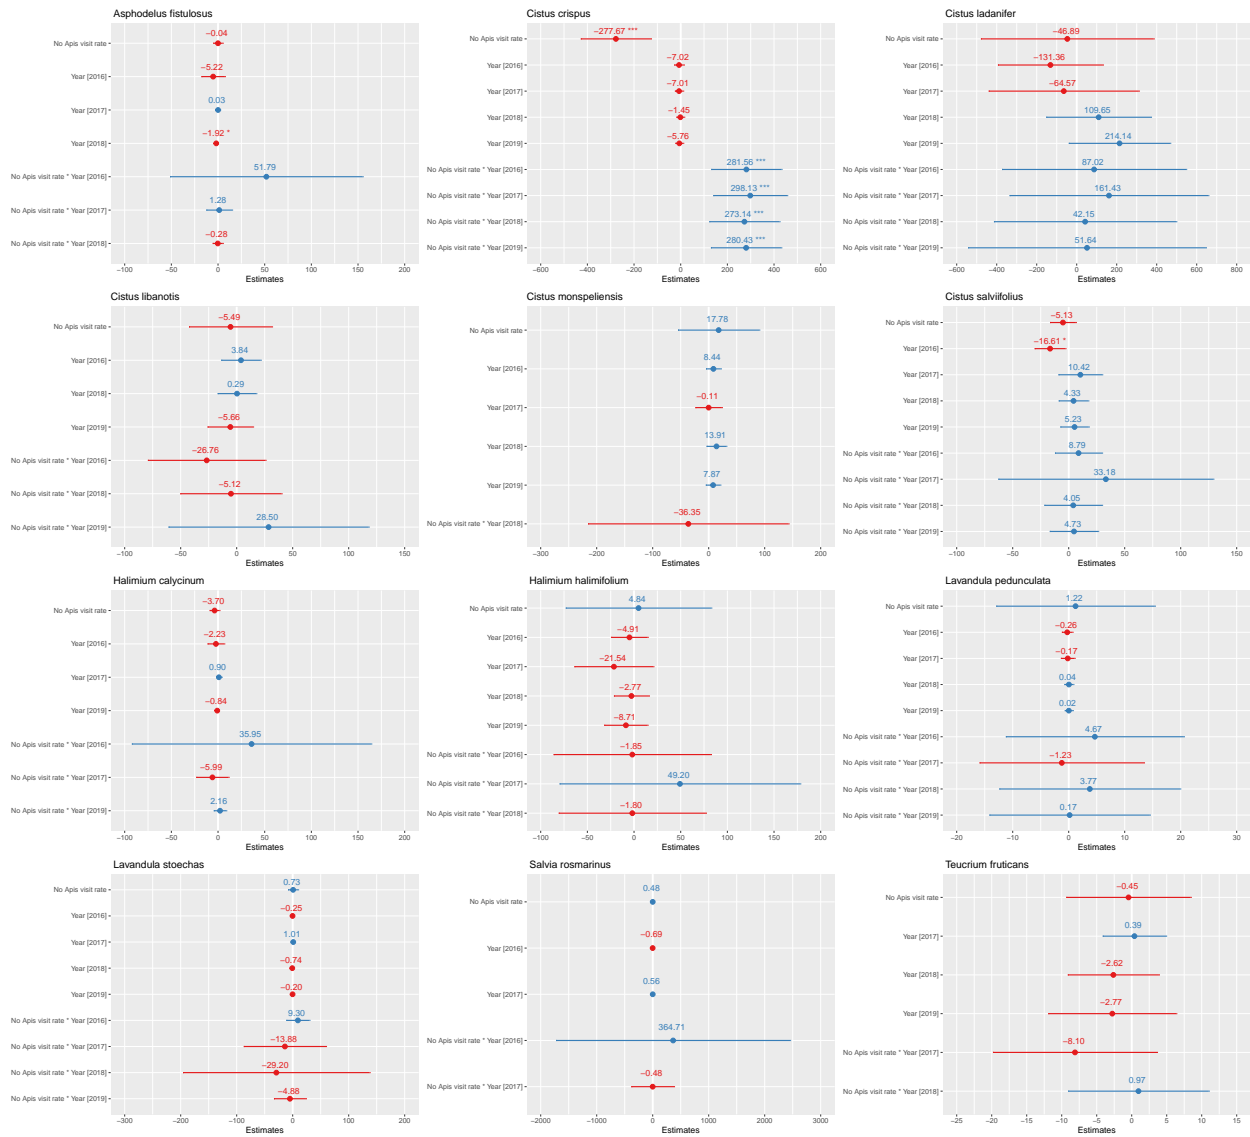 Asphodelus fistulosus
No Apis visit rate
−0.04
Year [2016]
−5.22
Year [2017]
0.03
Year [2018]
−1.92 *
No Apis visit rate * Year [2016]
51.79
No Apis visit rate * Year [2017]
1.28
No Apis visit rate * Year [2018]
−0.28
−100 −50 0 50 100 150 200
Estimates
Cistus crispus
No Apis visit rate
−277.67 ***
Year [2016]
−7.02
Year [2017]
−7.01
Year [2018]
−1.45
Year [2019]
−5.76
No Apis visit rate * Year [2016]
281.56 ***
No Apis visit rate * Year [2017]
298.13 ***
No Apis visit rate * Year [2018]
273.14 ***
No Apis visit rate * Year [2019]
280.43 ***
−600 −400 −200 0 200 400 600
Estimates
Cistus ladanifer
No Apis visit rate
−46.89
Year [2016]
−131.36
Year [2017]
−64.57
Year [2018]
109.65
Year [2019]
214.14
No Apis visit rate * Year [2016]
87.02
No Apis visit rate * Year [2017]
161.43
No Apis visit rate * Year [2018]
42.15
No Apis visit rate * Year [2019]
51.64
−600 −400 −200 0 200 400 600 800
Estimates
Cistus libanotis
No Apis visit rate
−5.49
Year [2016]
3.84
Year [2018]
0.29
Year [2019]
−5.66
No Apis visit rate * Year [2016]
−26.76
No Apis visit rate * Year [2018]
−5.12
No Apis visit rate * Year [2019]
28.50
−100 −50 0 50 100 150
Estimates
Cistus monspeliensis
No Apis visit rate
17.78
Year [2016]
8.44
Year [2017]
−0.11
Year [2018]
13.91
Year [2019]
7.87
No Apis visit rate * Year [2018]
−36.35
−300 −200 −100 0 100 200
Estimates
Cistus salviifolius
No Apis visit rate
−5.13
Year [2016]
−16.61 *
Year [2017]
10.42
Year [2018]
4.33
Year [2019]
5.23
No Apis visit rate * Year [2016]
8.79
No Apis visit rate * Year [2017]
33.18
No Apis visit rate * Year [2018]
4.05
No Apis visit rate * Year [2019]
4.73
−100 −50 0 50 100 150
Estimates
Halimium calycinum
No Apis visit rate
−3.70
Year [2016]
−2.23
Year [2017]
0.90
Year [2019]
−0.84
No Apis visit rate * Year [2016]
35.95
No Apis visit rate * Year [2017]
−5.99
No Apis visit rate * Year [2019]
2.16
−100 −50 0 50 100 150 200
Estimates
Halimium halimifolium
No Apis visit rate
4.84
Year [2016]
−4.91
Year [2017]
−21.54
Year [2018]
−2.77
Year [2019]
−8.71
No Apis visit rate * Year [2016]
−1.85
No Apis visit rate * Year [2017]
49.20
No Apis visit rate * Year [2018]
−1.80
−100 −50 0 50 100 150 200
Estimates
Lavandula pedunculata
No Apis visit rate
1.22
Year [2016]
−0.26
Year [2017]
−0.17
Year [2018]
0.04
Year [2019]
0.02
No Apis visit rate * Year [2016]
4.67
No Apis visit rate * Year [2017]
−1.23
No Apis visit rate * Year [2018]
3.77
No Apis visit rate * Year [2019]
0.17
−20 −10 0 10 20 30
Estimates
Lavandula stoechas
No Apis visit rate
0.73
Year [2016]
−0.25
Year [2017]
1.01
Year [2018]
−0.74
Year [2019]
−0.20
No Apis visit rate * Year [2016]
9.30
No Apis visit rate * Year [2017]
−13.88
No Apis visit rate * Year [2018]
−29.20
No Apis visit rate * Year [2019]
−4.88
−300 −200 −100 0 100 200
Estimates
Salvia rosmarinus
No Apis visit rate
0.48
Year [2016]
−0.69
Year [2017]
0.56
No Apis visit rate * Year [2016]
364.71
No Apis visit rate * Year [2017]
−0.48
−2000 −1000 0 1000 2000 3000
Estimates
Teucrium fruticans
No Apis visit rate
−0.45
Year [2017]
0.39
Year [2018]
−2.62
Year [2019]
−2.77
No Apis visit rate * Year [2017]
−8.10
No Apis visit rate * Year [2018]
0.97
−25 −20 −15 −10 −5 0 5 10 15
Estimates